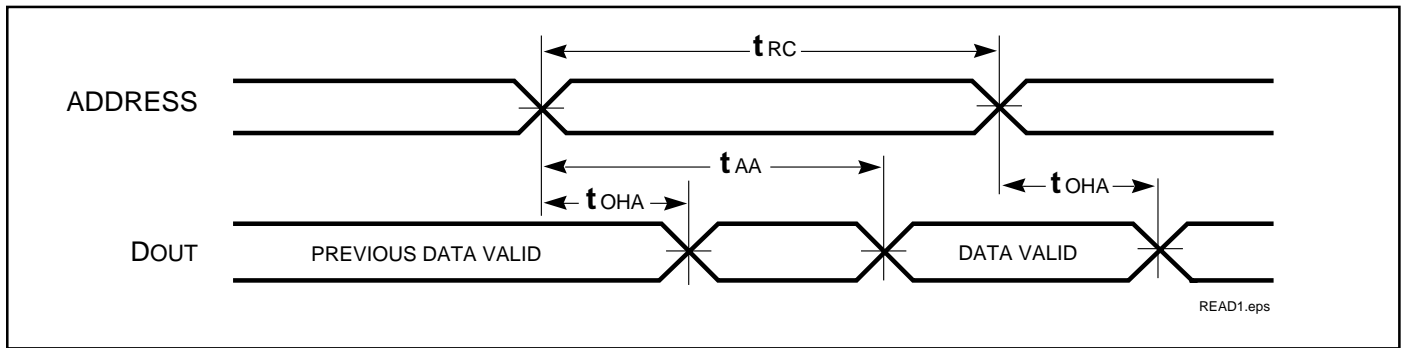 tRC
ADDRESS
tAA
tOHA
tOHA
DOUT
PREVIOUS DATA VALID
DATA VALID
READ1.eps